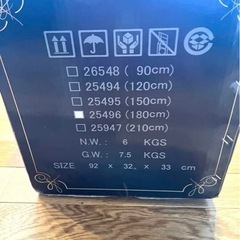 26548 ( 90cm)
25494 (120cm)
25495 (150cm)
25496 (180cm)
25947 (210cm)
N.W. : 6 KGS
G.W. : 7.5 KGS
SIZE 92 x 32 x 33 cm